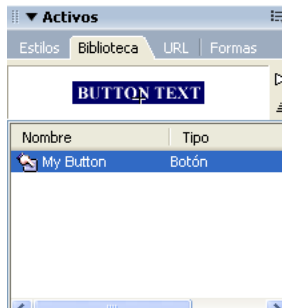 Activos
Estilos Biblioteca URL Formas
BUTTON TEXT
Nombre Tipo
My Button Botón